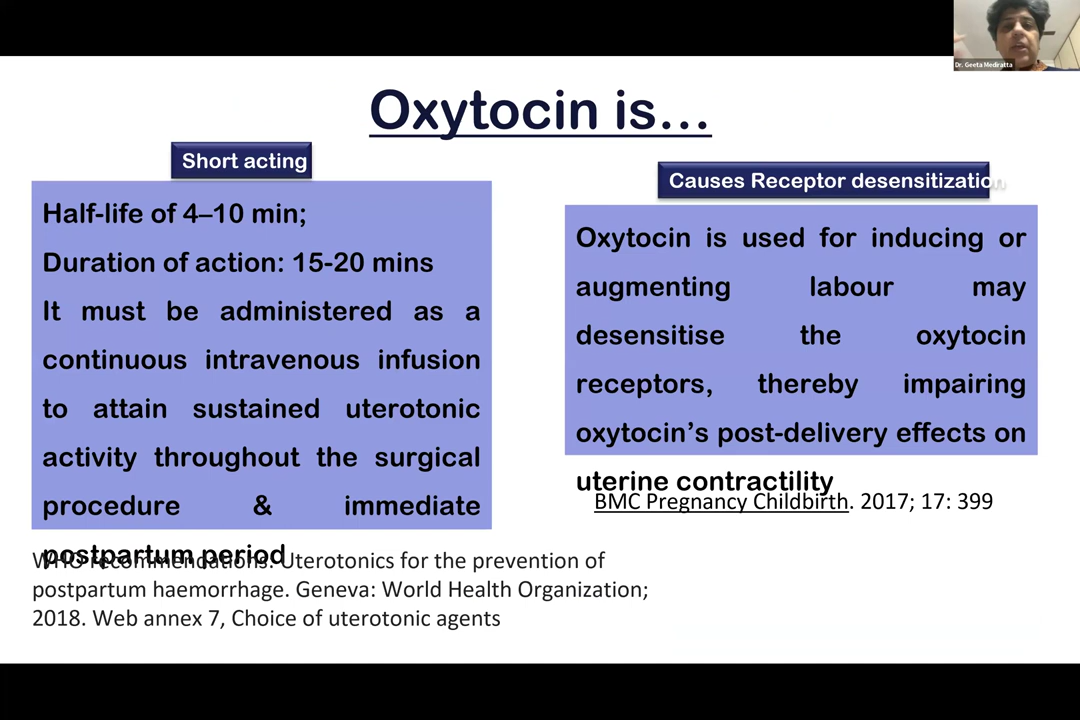 Dr. Geeta Mediratta
Oxytocin is...
Short acting
Half-life of 4–10 min;
Duration of action: 15-20 mins
It must be administered as a
continuous intravenous infusion
to attain sustained uterotonic
activity throughout the surgical
procedure & immediate
postpartum period
WHO recommendations: Uterotonics for the prevention of
postpartum haemorrhage. Geneva: World Health Organization;
2018. Web annex 7, Choice of uterotonic agents
Causes Receptor desensitization
Oxytocin is used for inducing or
augmenting labour may
desensitise the oxytocin
receptors, thereby impairing
oxytocin’s post-delivery effects on
uterine contractility
BMC Pregnancy Childbirth. 2017; 17: 399